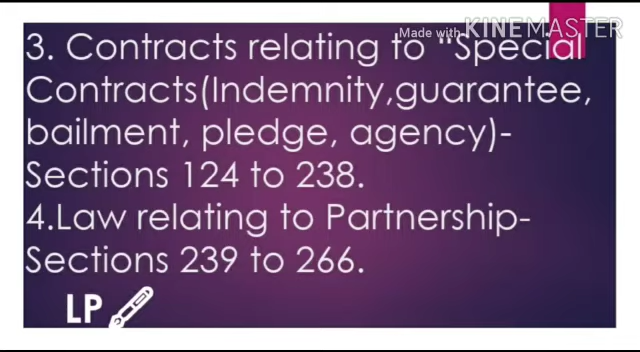 Made with KINEMASTER
3. Contracts relating to "Special
Contracts(Indemnity,guarantee,
bailment, pledge, agency)-
Sections 124 to 238.
4.Law relating to Partnership-
Sections 239 to 266.
LP